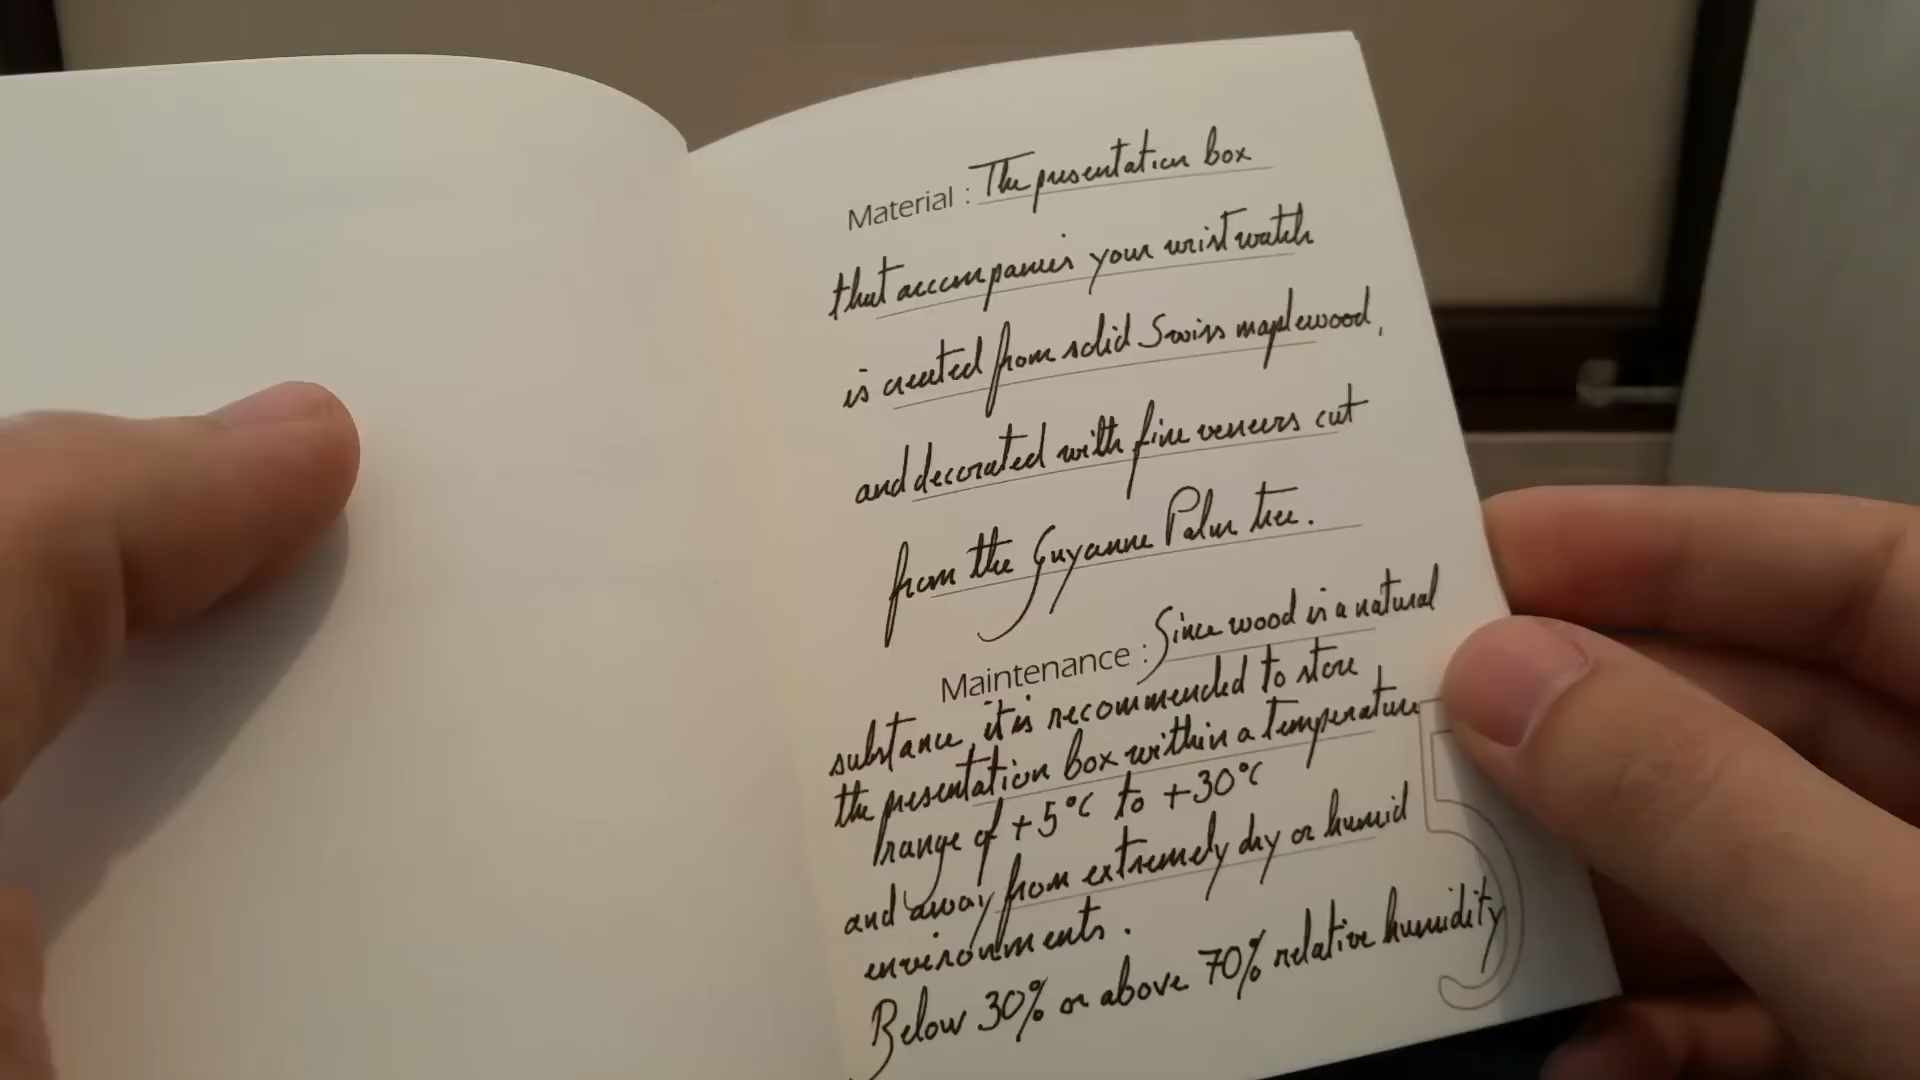 Material : The presentation box
that accompanies your wristwatch
is created from solid Swiss maplewood,
and decorated with fine veneers cut
from the Guyanne Palm tree.
Maintenance : Since wood is a natural
substance, it is recommended to store
the presentation box within a temperature
range of +5°C to +30°C
and away from extremely dry or humid
environments.
Below 30% or above 70% relative humidity
5